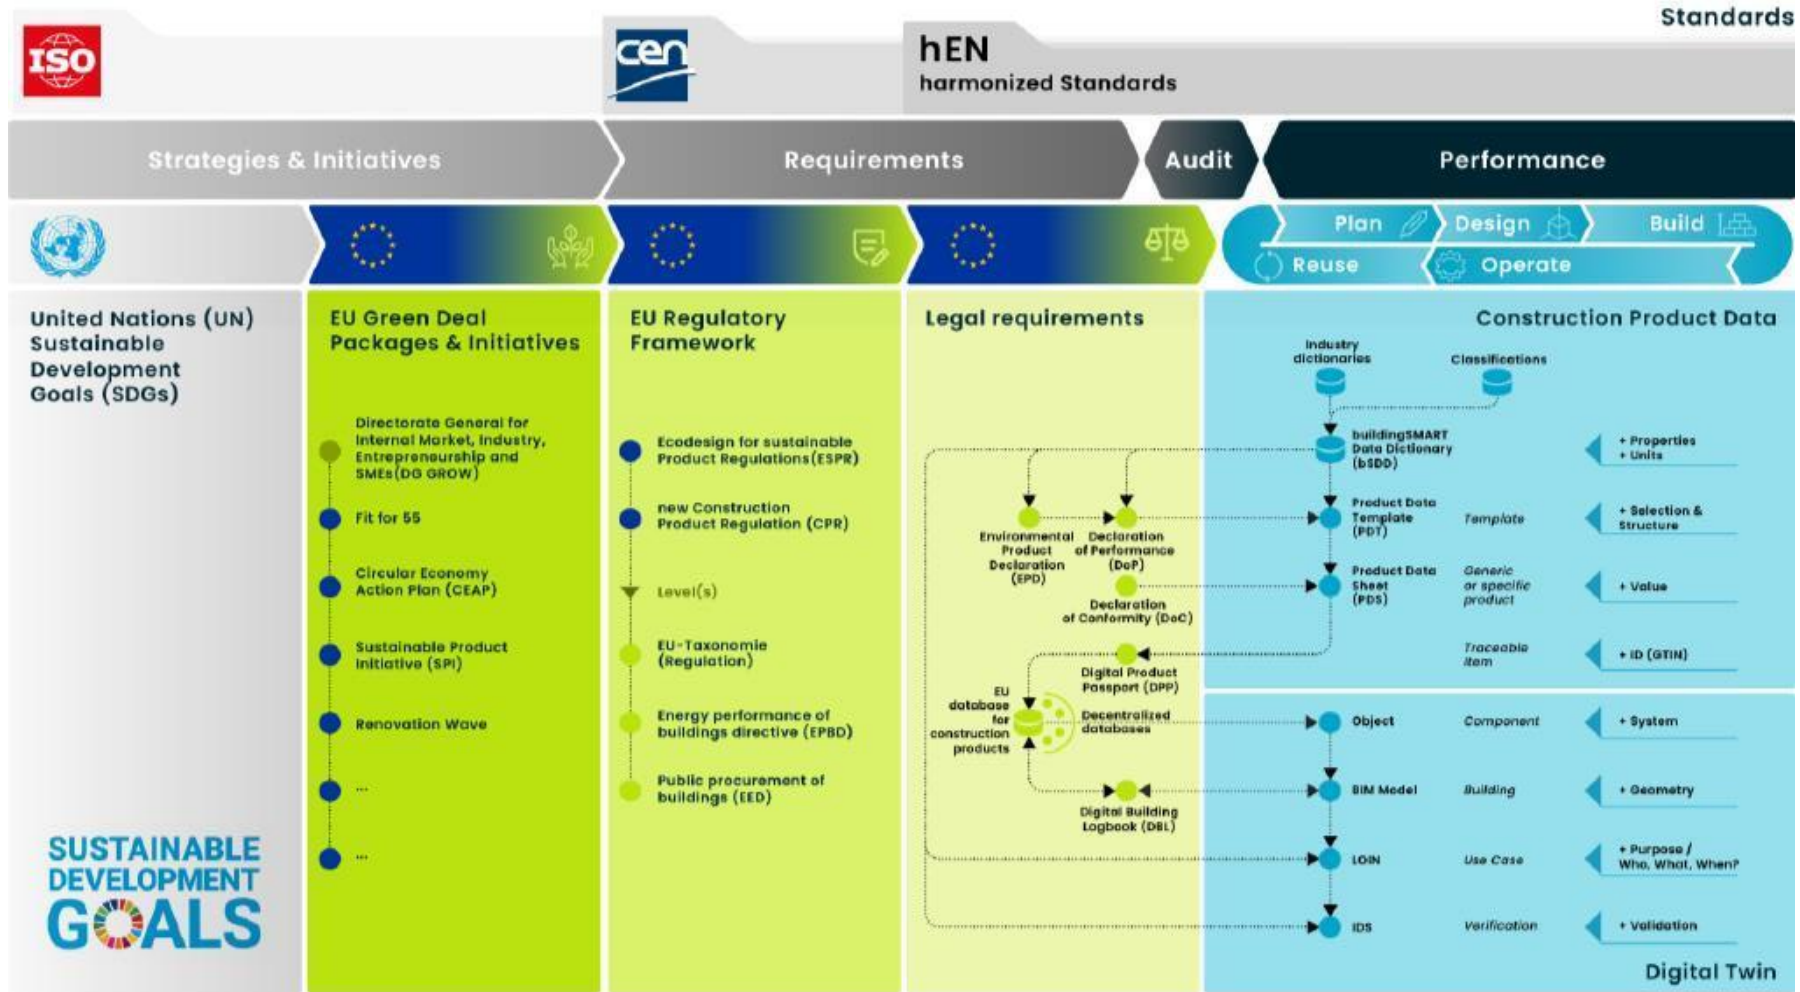 Standards
ISO
cen
hEN
harmonized Standards
Strategies & Initiatives
Requirements
Audit
Performance
Plan
Design
Build
Reuse
Operate
United Nations (UN)
Sustainable
Development
Goals (SDGs)
SUSTAINABLE
DEVELOPMENT
GOALS
EU Green Deal
Packages & Initiatives
Directorate General for
Internal Market, Industry,
Entrepreneurship and
SMEs(DG GROW)
Fit for 55
Circular Economy
Action Plan (CEAP)
Sustainable Product
Initiative (SPI)
Renovation Wave
...
...
EU Regulatory
Framework
Ecodesign for sustainable
Product Regulations(ESPR)
new Construction
Product Regulation (CPR)
Level(s)
EU-Taxonomie
(Regulation)
Energy performance of
buildings directive (EPBD)
Public procurement of
buildings (EED)
Legal requirements
Environmental
Product
Declaration
(EPD)
Declaration
of Performance
(DoP)
Declaration
of Conformity (DoC)
Digital Product
Passport (DPP)
EU
database
for
construction
products
Decentralized
databases
Digital Building
Logbook (DBL)
Construction Product Data
Industry
dictionaries
Classifications
buildingSMART
Data Dictionary
(bSDD)
+ Properties
+ Units
Product Data
Template
(PDT)
Template
+ Selection &
Structure
Product Data
Sheet
(PDS)
Generic
or specific
product
+ Value
Traceable
Item
+ ID (GTIN)
Object
Component
+ System
BIM Model
Building
+ Geometry
LOIN
Use Case
+ Purpose /
Who, What, When?
IDS
Verification
+ Validation
Digital Twin